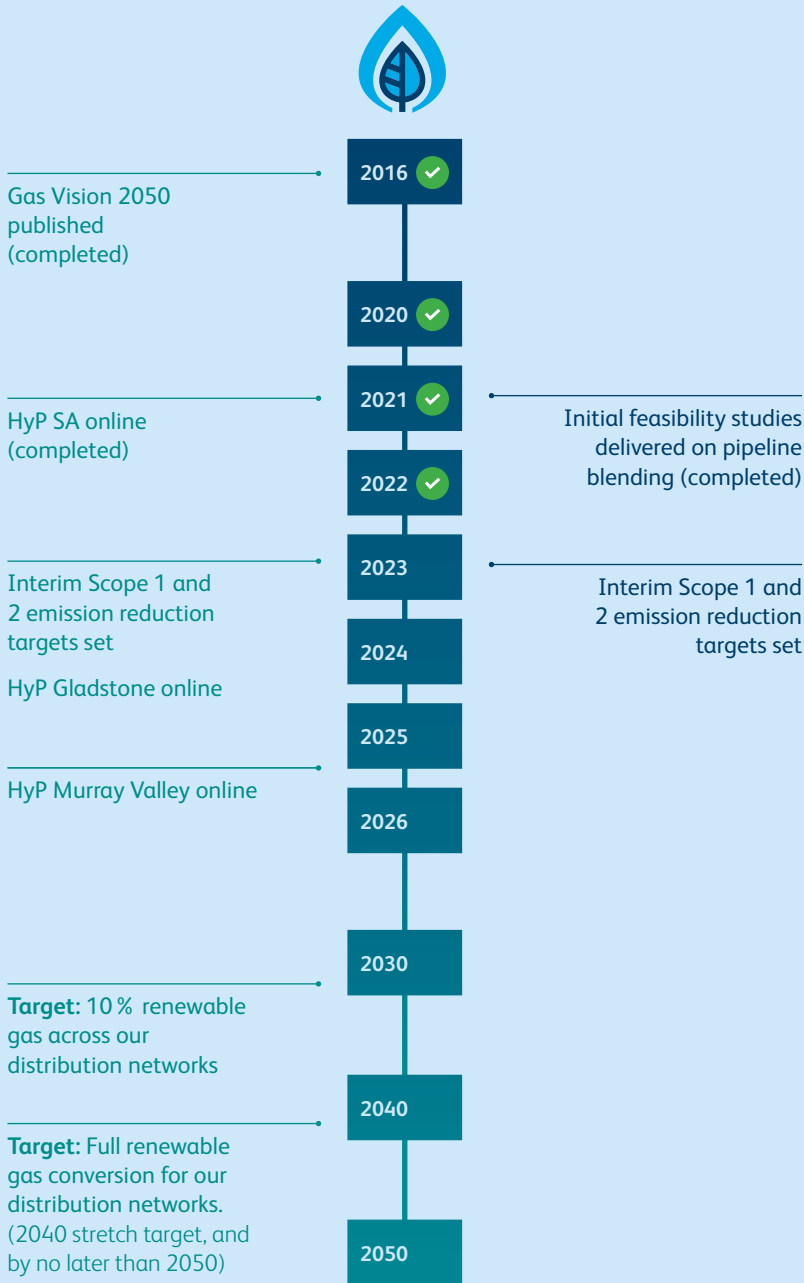 2016
Gas Vision 2050
published
(completed)
2020
2021
HyP SA online
(completed)
Initial feasibility studies
delivered on pipeline
blending (completed)
2022
2023
Interim Scope 1 and
2 emission reduction
targets set
HyP Gladstone online
Interim Scope 1 and
2 emission reduction
targets set
2024
2025
HyP Murray Valley online
2026
2030
Target: 10% renewable
gas across our
distribution networks
2040
Target: Full renewable
gas conversion for our
distribution networks.
(2040 stretch target, and
by no later than 2050)
2050